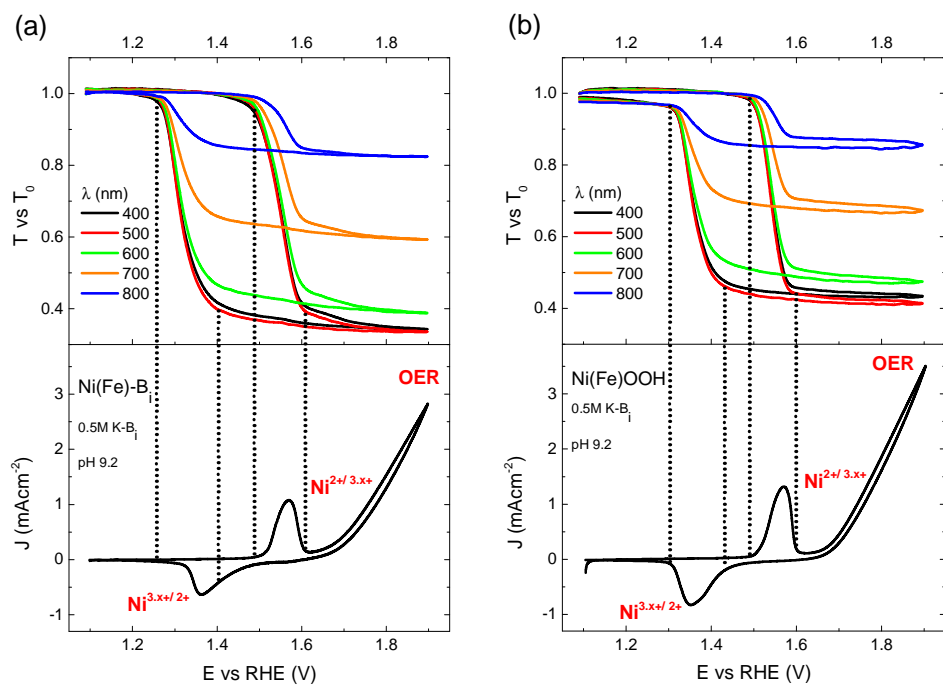 (a)
1.2 1.4 1.6 1.8
1.0
0.8
0.6
0.4
T vs T₀
λ (nm)
400
500
600
700
800
Ni(Fe)-Bᵢ
0.5M K-Bᵢ
pH 9.2
OER
Ni²⁺/ ³·ˣ⁺
Ni³·ˣ⁺/ ²⁺
3
2
1
0
-1
J (mAcm⁻²)
1.2 1.4 1.6 1.8
E vs RHE (V)
(b)
1.2 1.4 1.6 1.8
1.0
0.8
0.6
0.4
T vs T₀
λ (nm)
400
500
600
700
800
Ni(Fe)OOH
0.5M K-Bᵢ
pH 9.2
OER
Ni²⁺/ ³·ˣ⁺
Ni³·ˣ⁺/ ²⁺
3
2
1
0
-1
J (mAcm⁻²)
1.2 1.4 1.6 1.8
E vs RHE (V)